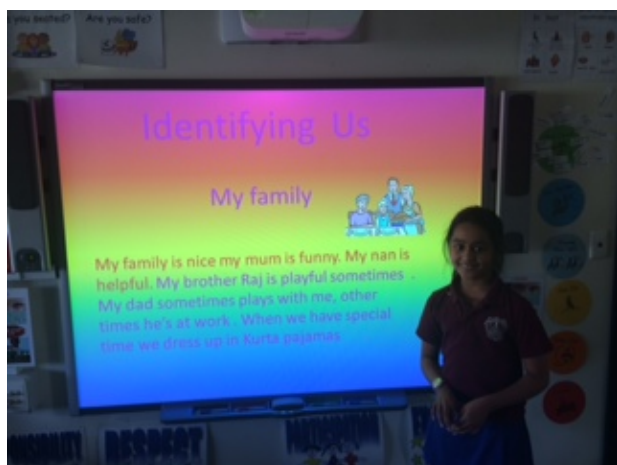 you seated?
Are you safe?
Identifying Us
My family
My family is nice my mum is funny. My nan is
helpful. My brother Raj is playful sometimes .
My dad sometimes plays with me, other
times he's at work . When we have special
time we dress up in Kurta pajamas
RESPECT